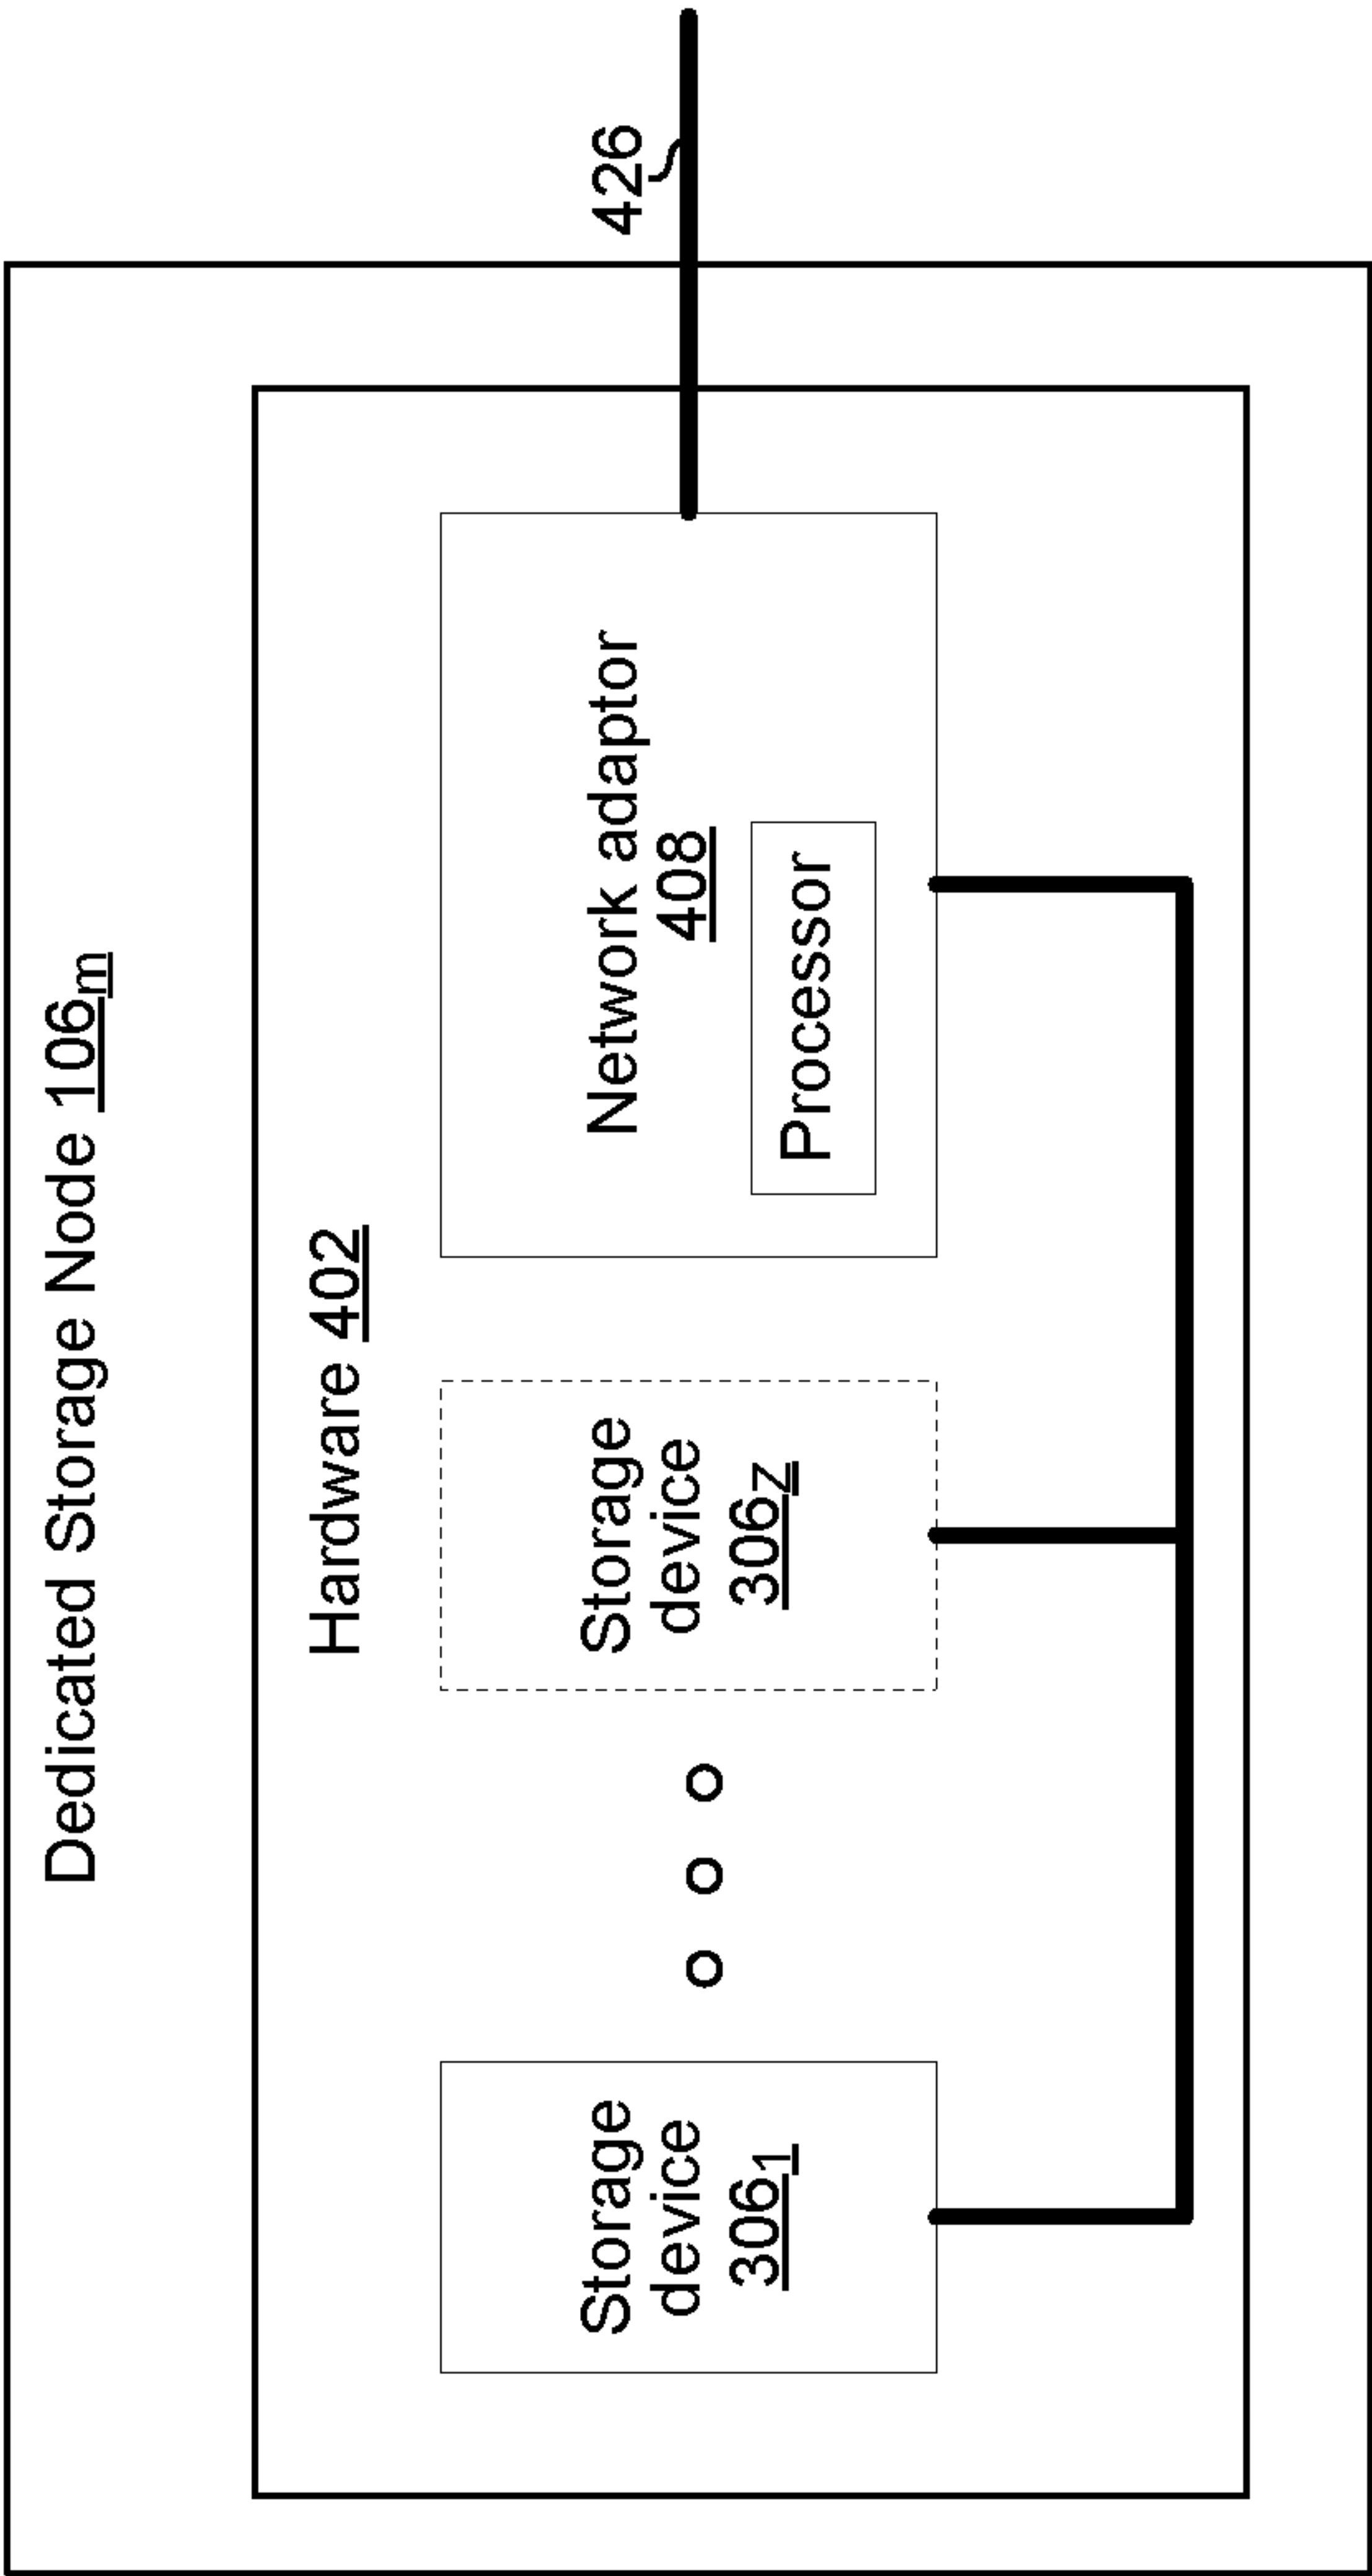 Dedicated Storage Node 106m
Hardware 402
Storage
device
3061
Storage
device
306Z
Network adaptor
408
Processor
426